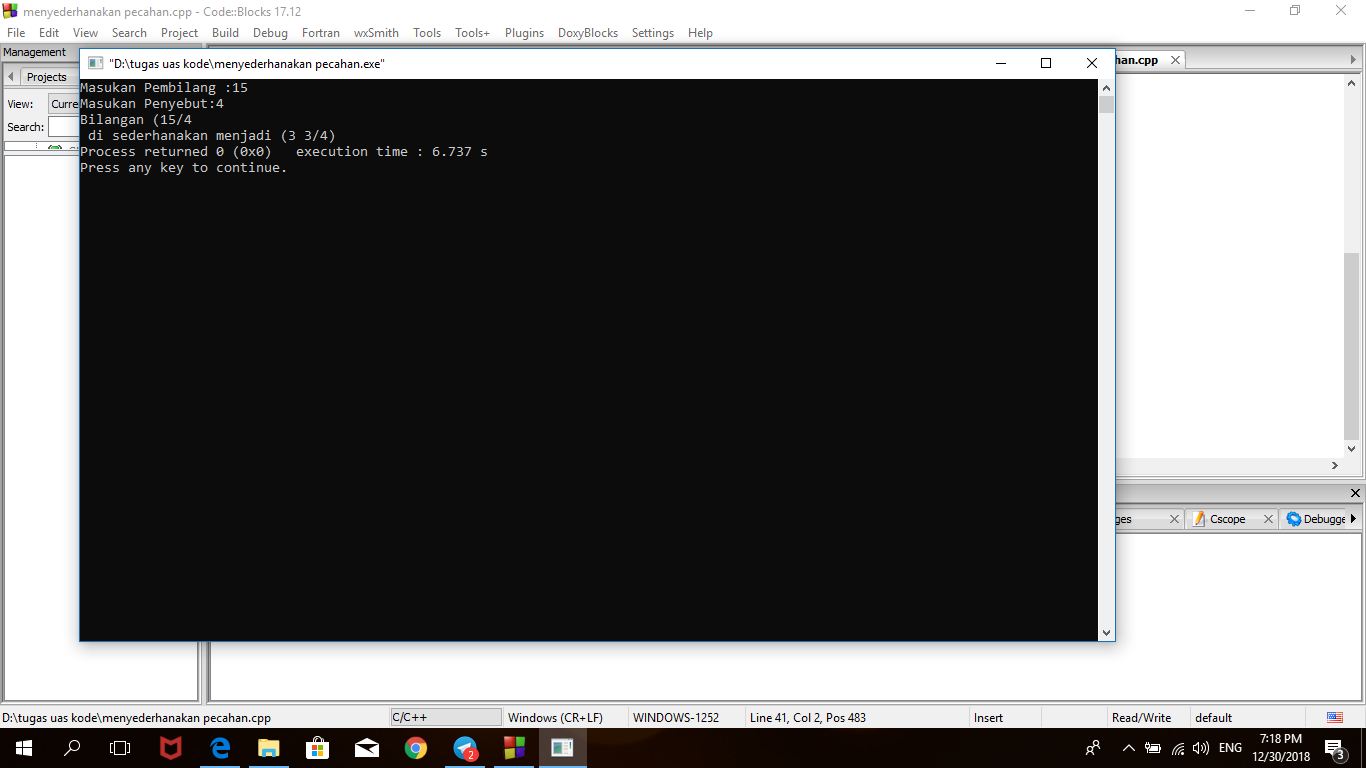 menyederhanakan pecahan.cpp - Code::Blocks 17.12
File Edit View Search Project Build Debug Fortran wxSmith Tools Tools+ Plugins DoxyBlocks Settings Help
Management
"D:\tugas uas kode\menyederhanakan pecahan.exe"
han.cpp
Projects
View: Curre
Search:
Masukan Pembilang :15
Masukan Penyebut:4
Bilangan (15/4
 di sederhanakan menjadi (3 3/4)
Process returned 0 (0x0)   execution time : 6.737 s
Press any key to continue.
ges Cscope Debugge
D:\tugas uas kode\menyederhanakan pecahan.cpp C/C++ Windows (CR+LF) WINDOWS-1252 Line 41, Col 2, Pos 483 Insert Read/Write default
2 ENG 7:18 PM
12/30/2018 3